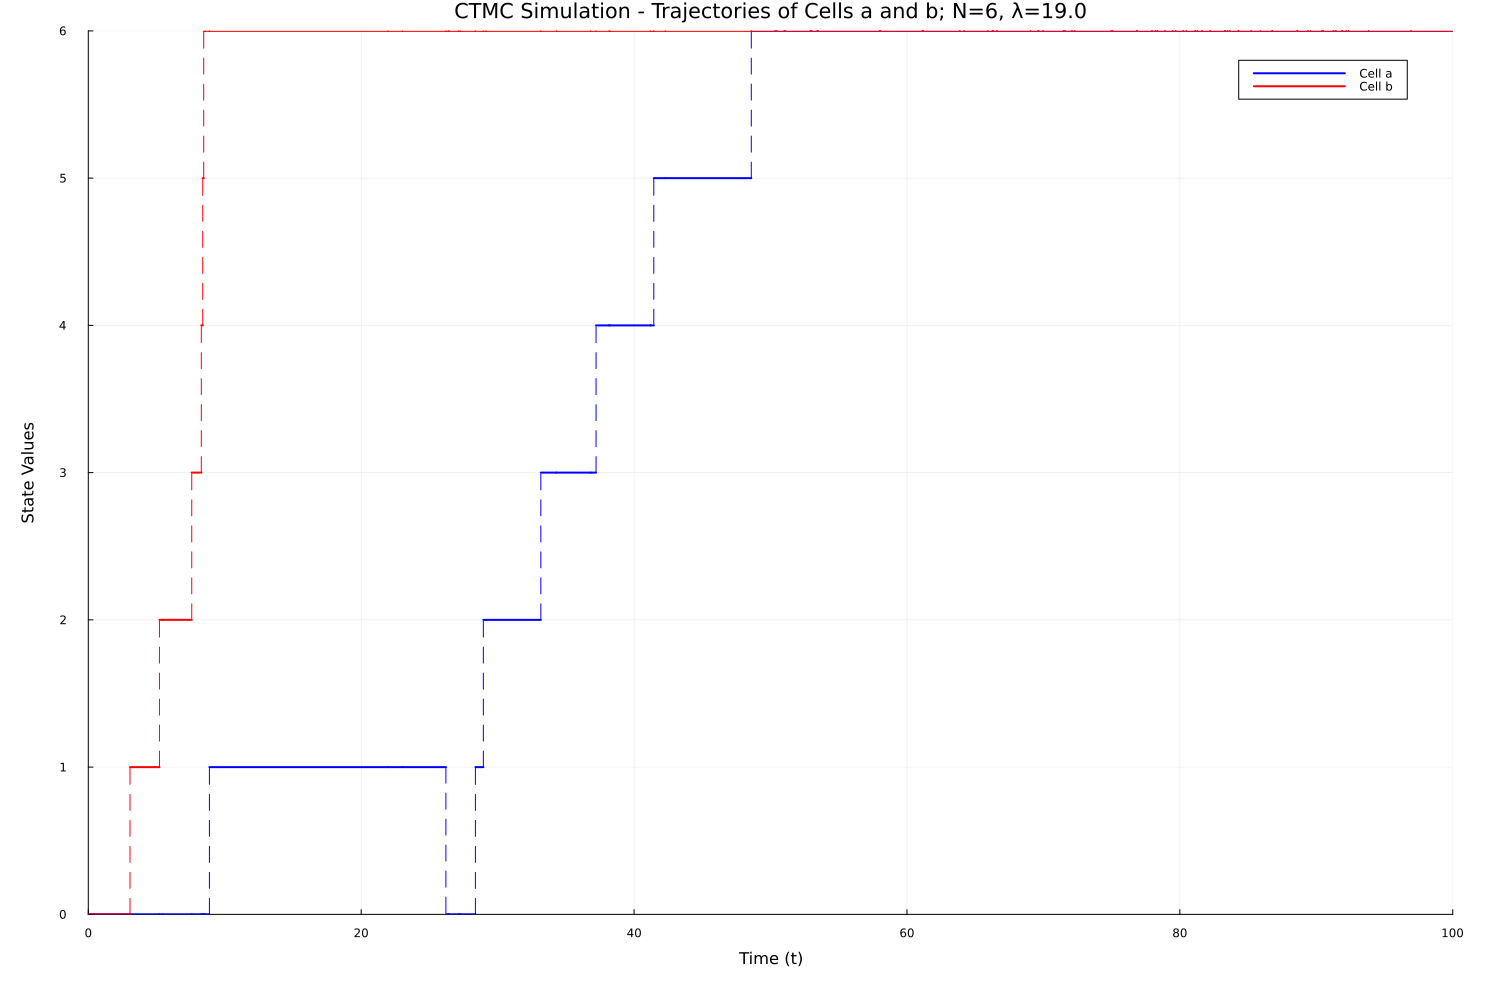 CTMC Simulation - Trajectories of Cells a and b; N=6, λ=19.0
6
5
4
3
2
1
0
State Values
Cell a
Cell b
0 20 40 60 80 100
Time (t)